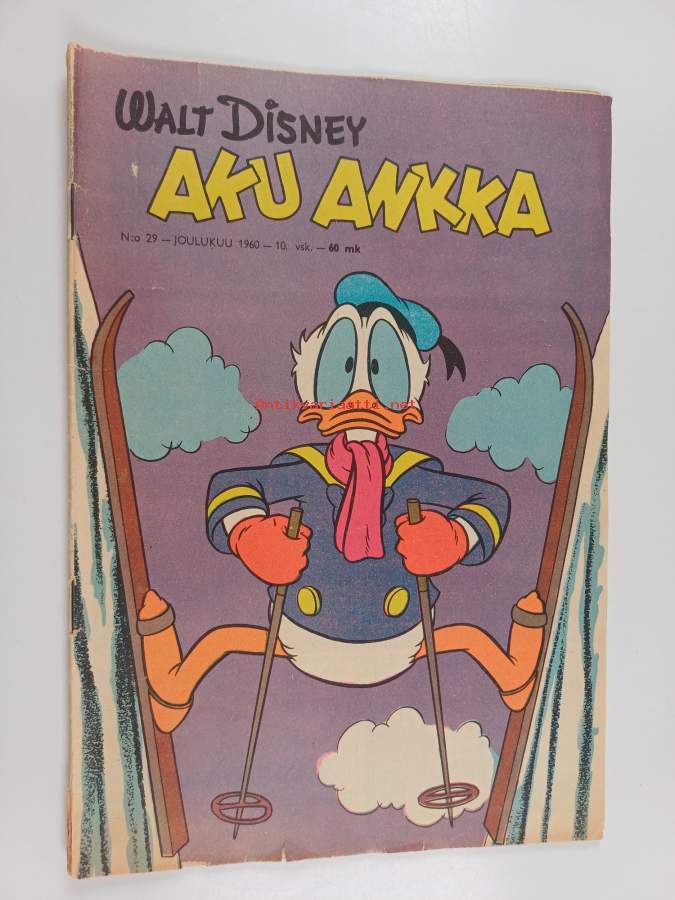 WALT DISNEY
AKU ANKKA
N:o 29 — JOULUKUU 1960 — 10. vsk. — 60 mk
Antikvariaatti.net